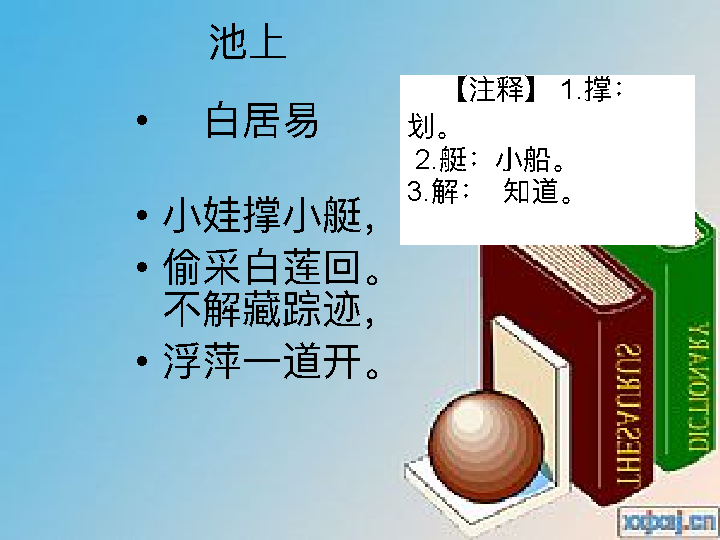 池上
• 白居易
• 小娃撑小艇，
• 偷采白莲回。
不解藏踪迹，
• 浮萍一道开。
【注释】 1.撑：
划。
2.艇：小船。
3.解： 知道。
THESAURUS
DICTIONARY